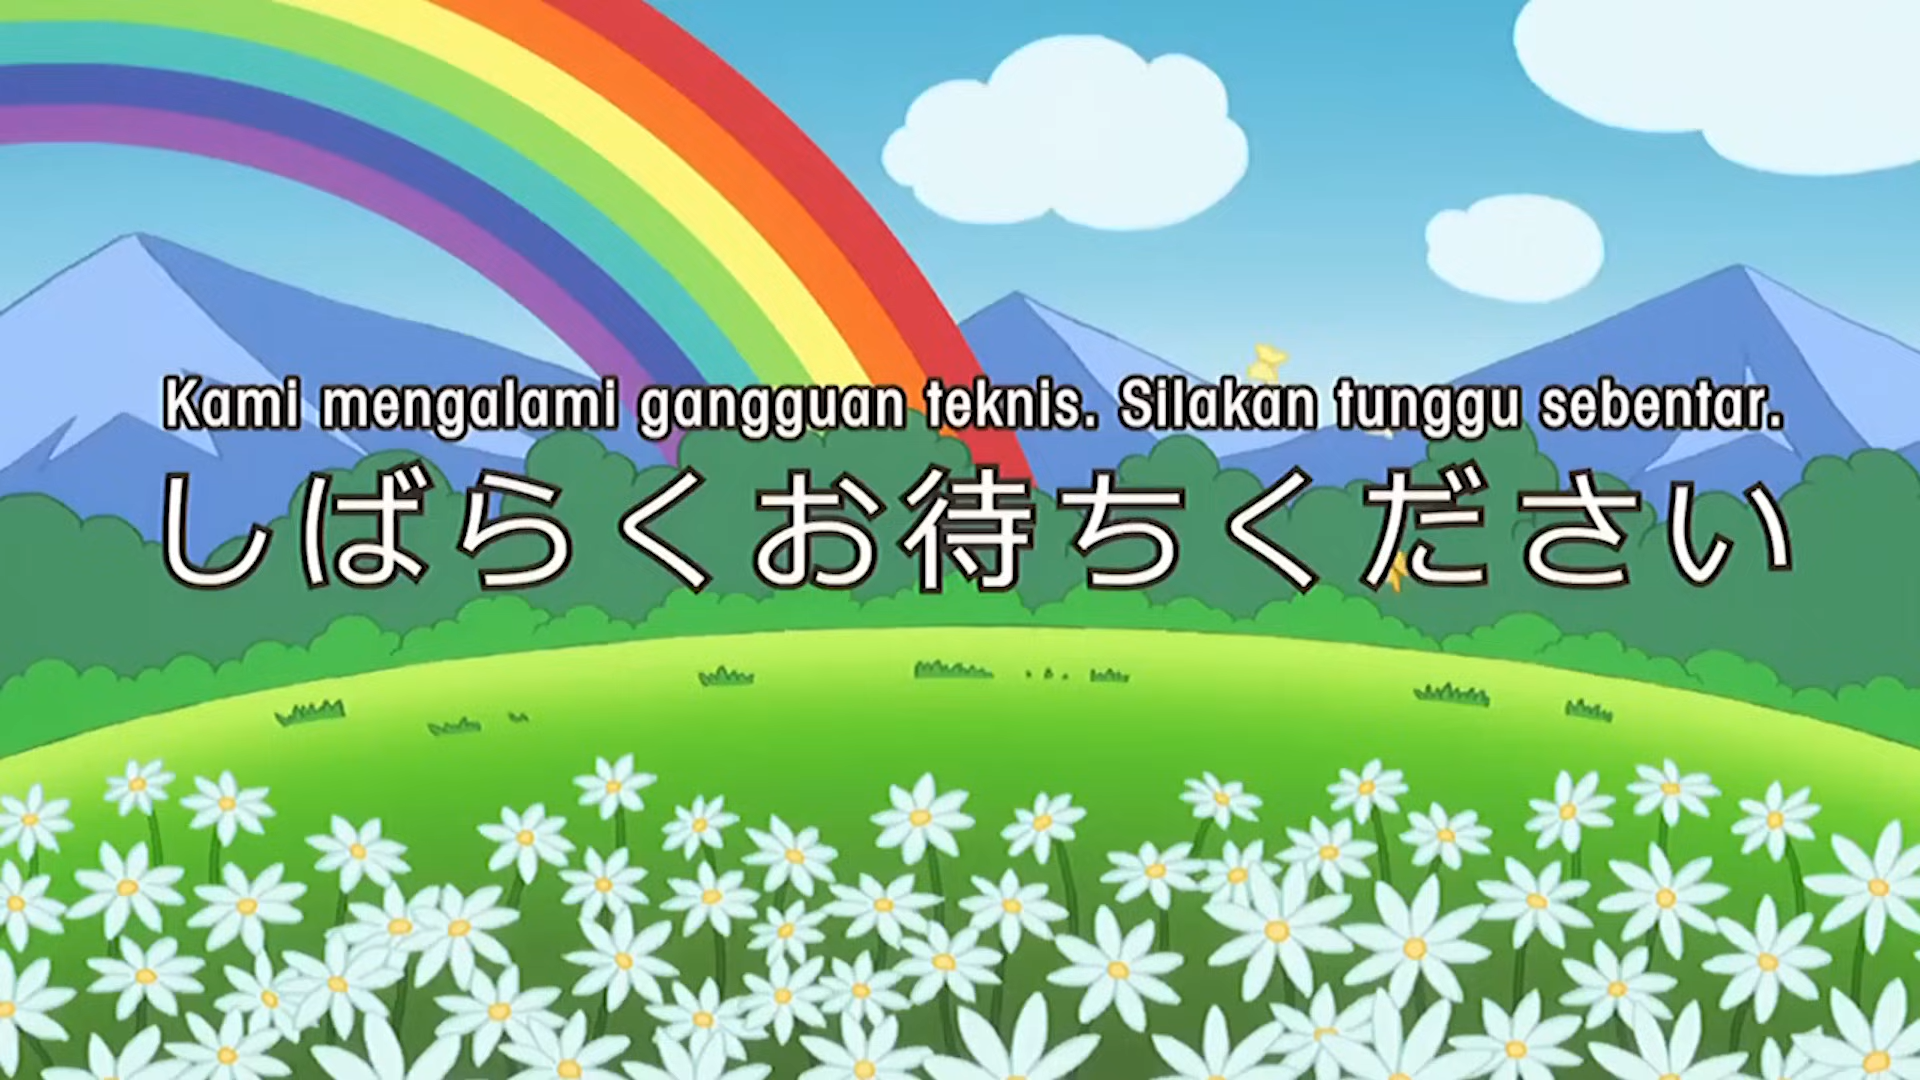 Kami mengalami gangguan teknis. Silakan tunggu sebentar.
しばらくお待ちください